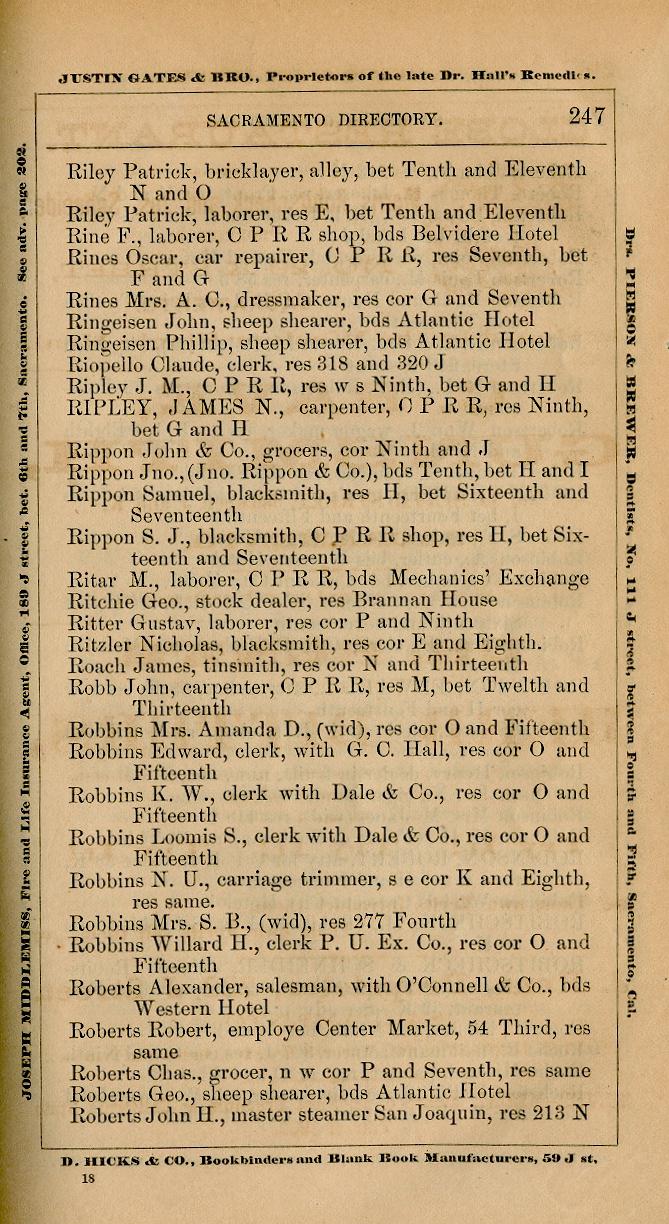 JUSTIN GATES & BRO., Proprietors of the late Dr. Hall's Remedies.
SACRAMENTO DIRECTORY. 247
Riley Patrick, bricklayer, alley, bet Tenth and Eleventh
N and O
Riley Patrick, laborer, res E, bet Tenth and Eleventh
Rine F., laborer, C P R R shop, bds Belvidere Hotel
Rines Oscar, car repairer, C P R R, res Seventh, bet
F and G
Rines Mrs. A. C., dressmaker, res cor G and Seventh
Ringeisen John, sheep shearer, bds Atlantic Hotel
Ringeisen Phillip, sheep shearer, bds Atlantic Hotel
Riopello Claude, clerk, res 318 and 320 J
Ripley J. M., C P R R, res w s Ninth, bet G and H
RIPLEY, JAMES N., carpenter, C P R R, res Ninth,
bet G and H
Rippon John & Co., grocers, cor Ninth and J
Rippon Jno., (Jno. Rippon & Co.), bds Tenth, bet H and I
Rippon Samuel, blacksmith, res H, bet Sixteenth and
Seventeenth
Rippon S. J., blacksmith, C P R R shop, res H, bet Six-
teenth and Seventeenth
Ritar M., laborer, C P R R, bds Mechanics' Exchange
Ritchie Geo., stock dealer, res Brannan House
Ritter Gustav, laborer, res cor P and Ninth
Ritzler Nicholas, blacksmith, res cor E and Eighth.
Roach James, tinsmith, res cor N and Thirteenth
Robb John, carpenter, C P R R, res M, bet Twelth and
Thirteenth
Robbins Mrs. Amanda D., (wid), res cor O and Fifteenth
Robbins Edward, clerk, with G. C. Hall, res cor O and
Fifteenth
Robbins K. W., clerk with Dale & Co., res cor O and
Fifteenth
Robbins Loomis S., clerk with Dale & Co., res cor O and
Fifteenth
Robbins N. U., carriage trimmer, s e cor K and Eighth,
res same.
Robbins Mrs. S. B., (wid), res 277 Fourth
Robbins Willard H., clerk P. U. Ex. Co., res cor O and
Fifteenth
Roberts Alexander, salesman, with O'Connell & Co., bds
Western Hotel
Roberts Robert, employe Center Market, 54 Third, res
same
Roberts Chas., grocer, n w cor P and Seventh, res same
Roberts Geo., sheep shearer, bds Atlantic Hotel
Roberts John H., master steamer San Joaquin, res 213 N
D. HICKS & CO., Bookbinders and Blank Book Manufacturers, 59 J st,
18
JOSEPH MIDDLEMISS, Fire and Life Insurance Agent, Office, 189 J street, bet. 6th and 7th, Sacramento. See adv. page 202.
Drs. PIERSON & BREWER, Dentists, No. 111 J street, between Fourth and Fifth, Sacramento, Cal.